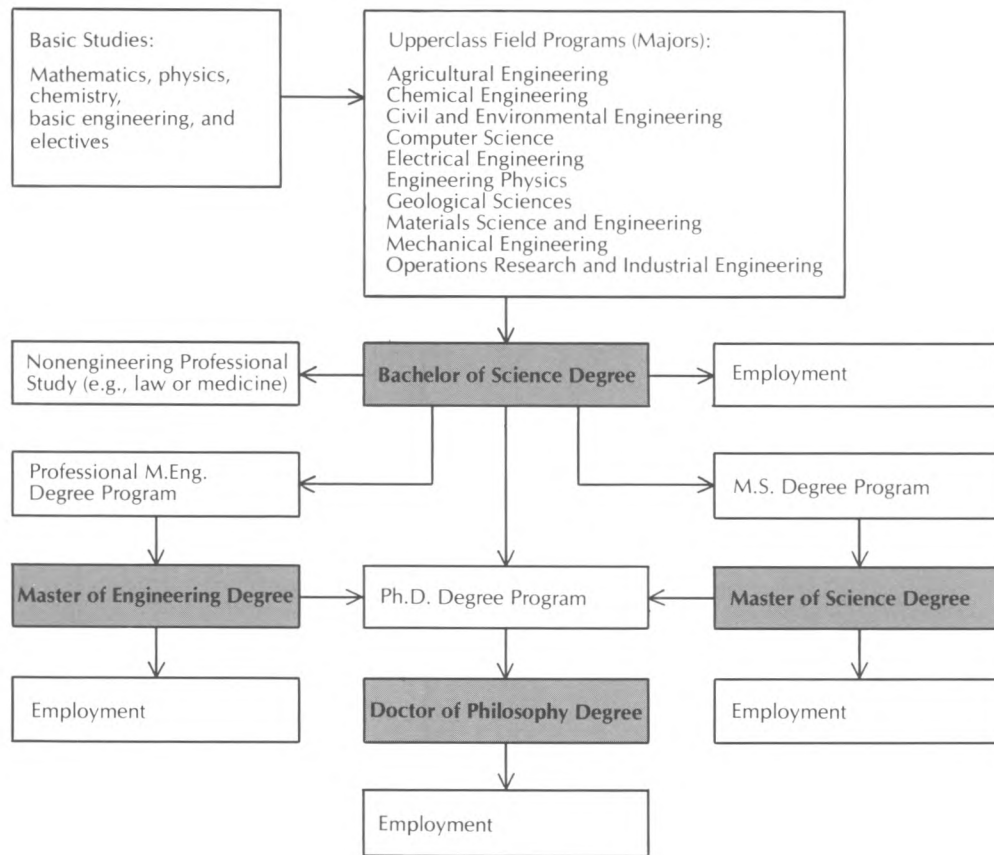 Basic Studies:
Mathematics, physics,
chemistry,
basic engineering, and
electives
Upperclass Field Programs (Majors):
Agricultural Engineering
Chemical Engineering
Civil and Environmental Engineering
Computer Science
Electrical Engineering
Engineering Physics
Geological Sciences
Materials Science and Engineering
Mechanical Engineering
Operations Research and Industrial Engineering
Nonengineering Professional
Study (e.g., law or medicine)
Bachelor of Science Degree
Employment
Professional M.Eng.
Degree Program
M.S. Degree Program
Master of Engineering Degree
Ph.D. Degree Program
Master of Science Degree
Employment
Doctor of Philosophy Degree
Employment
Employment